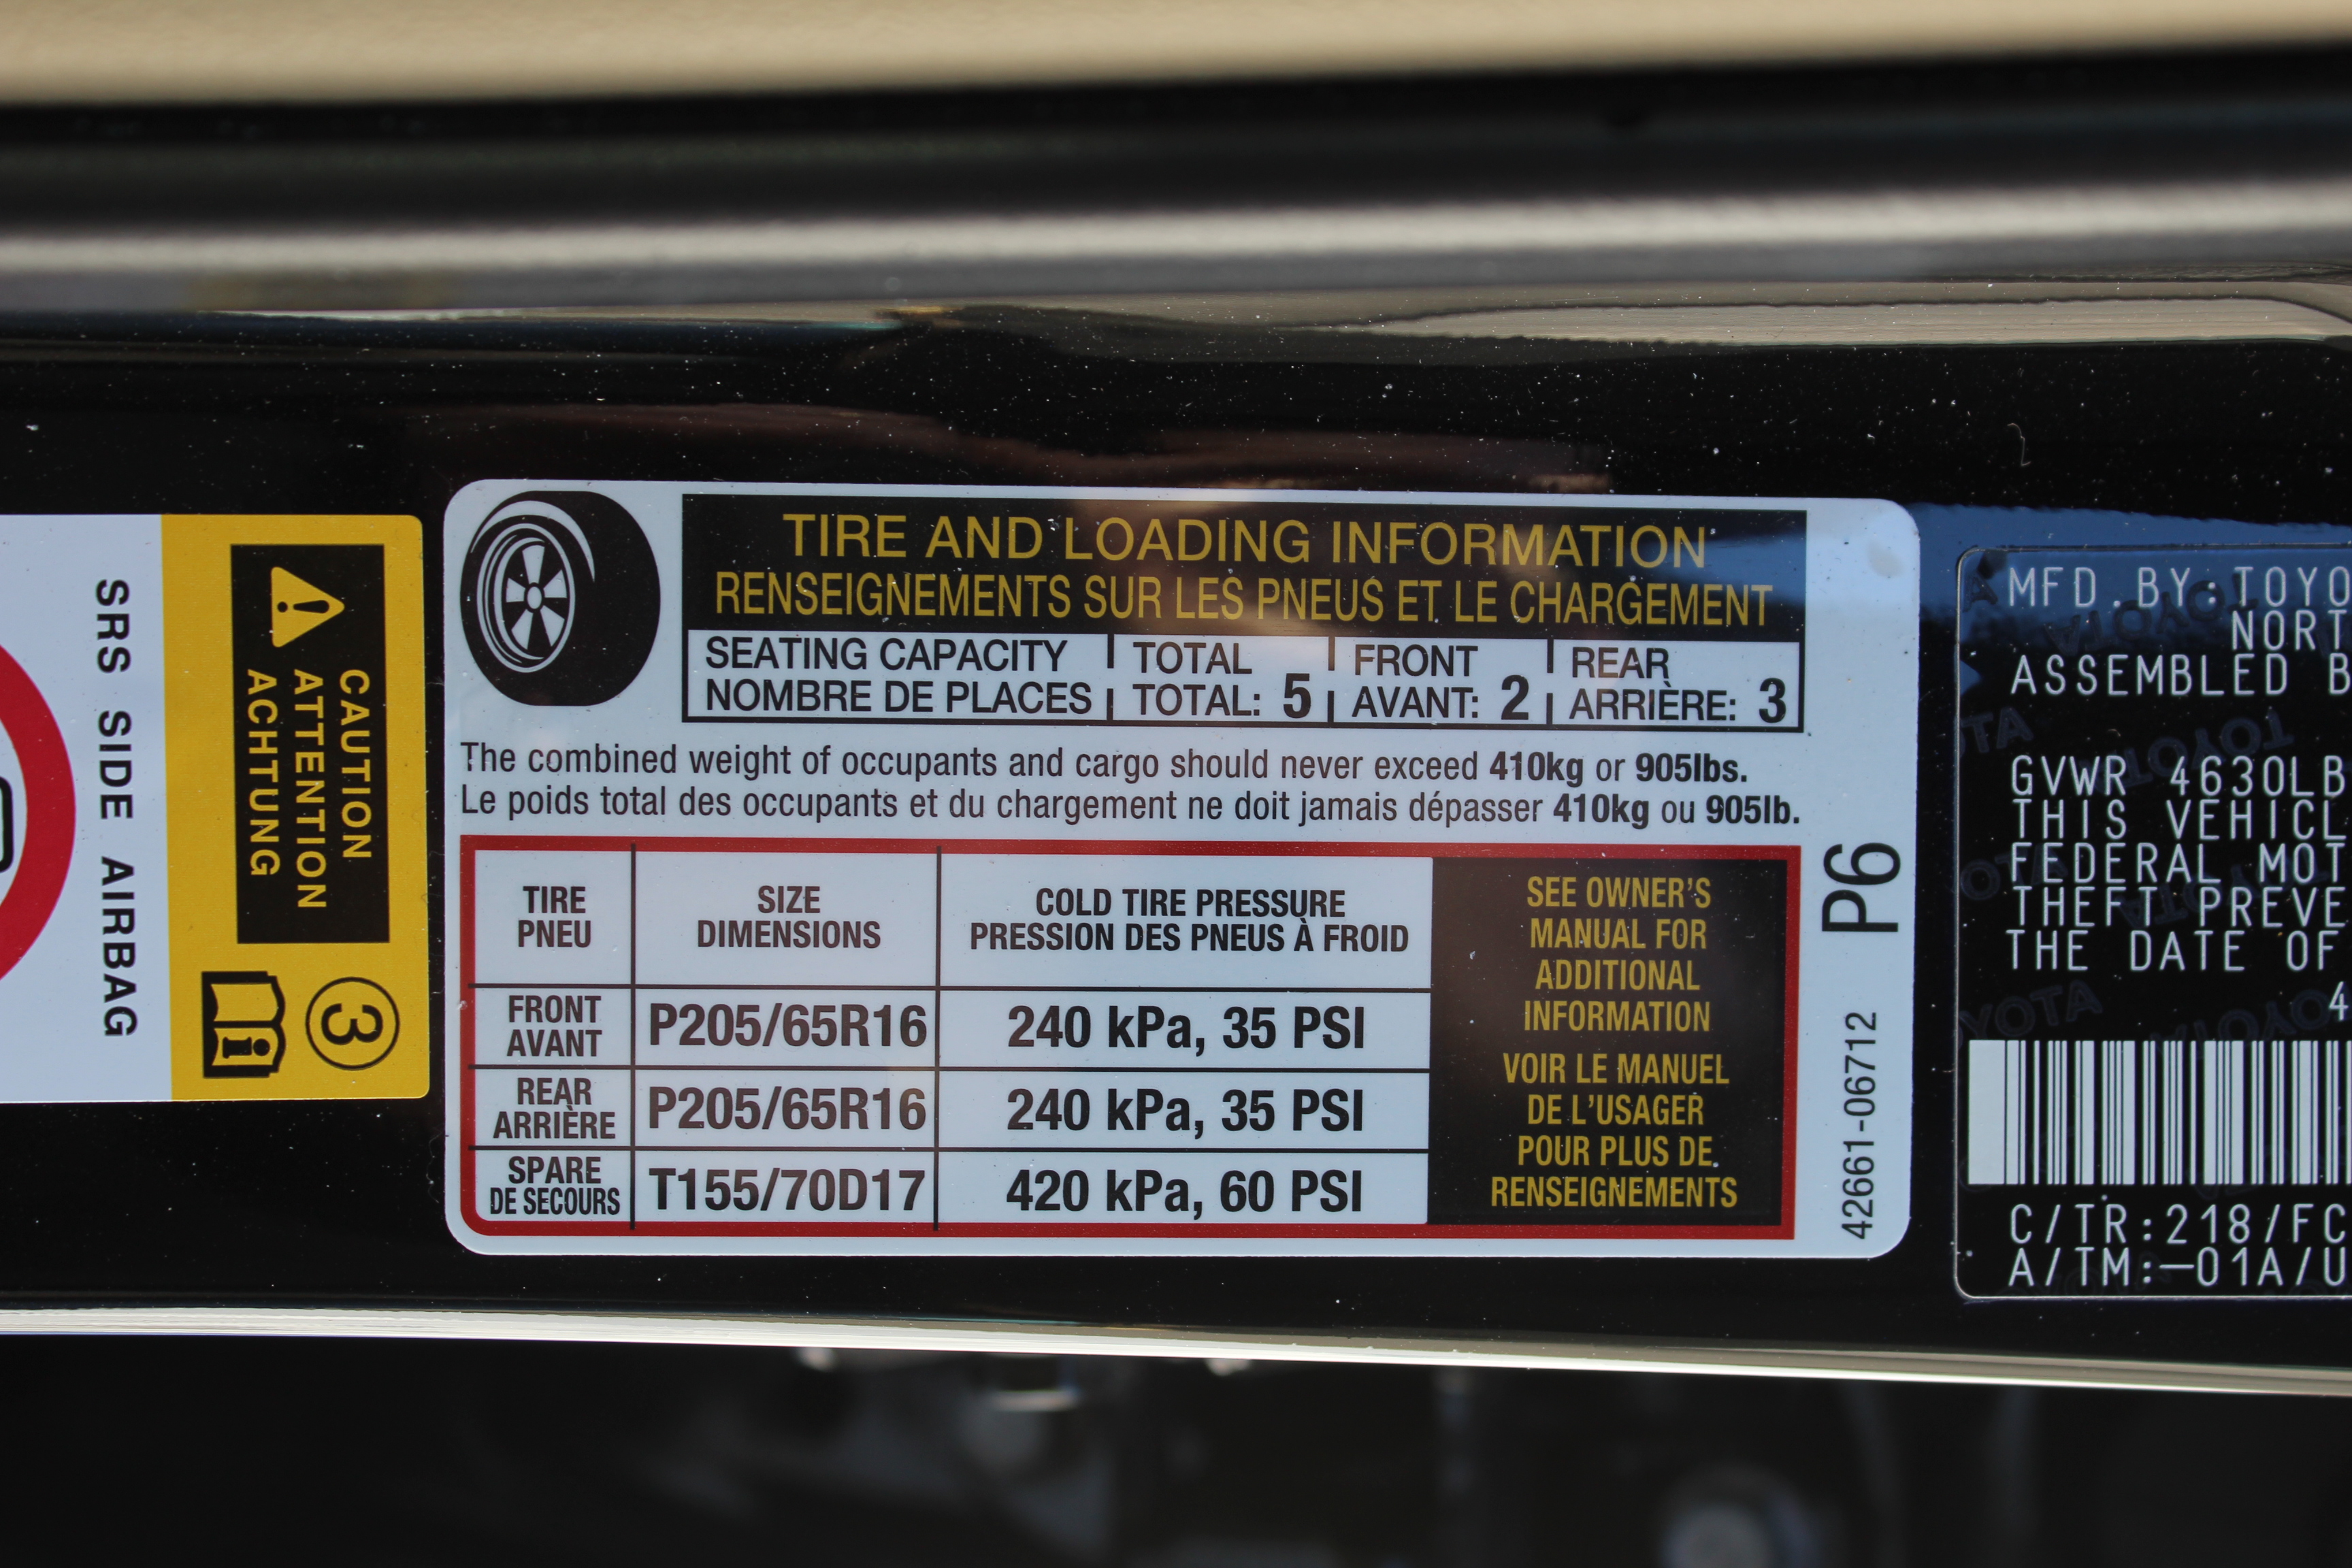 SRS SIDE AIRBAG
CAUTION
ATTENTION
ACHTUNG
3
TIRE AND LOADING INFORMATION
RENSEIGNEMENTS SUR LES PNEUS ET LE CHARGEMENT
SEATING CAPACITY TOTAL FRONT REAR
NOMBRE DE PLACES TOTAL: 5 AVANT: 2 ARRIÈRE: 3
The combined weight of occupants and cargo should never exceed 410kg or 905lbs.
Le poids total des occupants et du chargement ne doit jamais dépasser 410kg ou 905lb.
TIRE SIZE COLD TIRE PRESSURE
PNEU DIMENSIONS PRESSION DES PNEUS À FROID
FRONT
AVANT P205/65R16 240 kPa, 35 PSI
REAR
ARRIÈRE P205/65R16 240 kPa, 35 PSI
SPARE
DE SECOURS T155/70D17 420 kPa, 60 PSI
SEE OWNER'S
MANUAL FOR
ADDITIONAL
INFORMATION
VOIR LE MANUEL
DE L'USAGER
POUR PLUS DE
RENSEIGNEMENTS
P6
42661-06712
MFD.BY:TOYO
NORT
ASSEMBLED B
GVWR 4630LB
THIS VEHICL
FEDERAL MOT
THEFT PREVE
THE DATE OF
4
C/TR:218/FC
A/TM:-01A/U